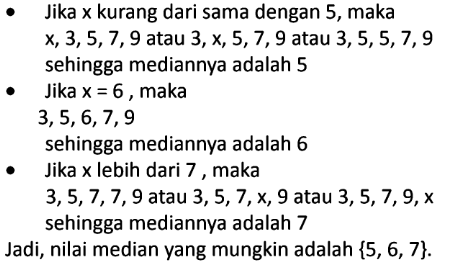 • Jika x kurang dari sama dengan 5, maka
x, 3, 5, 7, 9 atau 3, x, 5, 7, 9 atau 3, 5, 5, 7, 9
sehingga mediannya adalah 5
• Jika x = 6 , maka
3, 5, 6, 7, 9
sehingga mediannya adalah 6
• Jika x lebih dari 7 , maka
3, 5, 7, 7, 9 atau 3, 5, 7, x, 9 atau 3, 5, 7, 9, x
sehingga mediannya adalah 7
Jadi, nilai median yang mungkin adalah {5, 6, 7}.